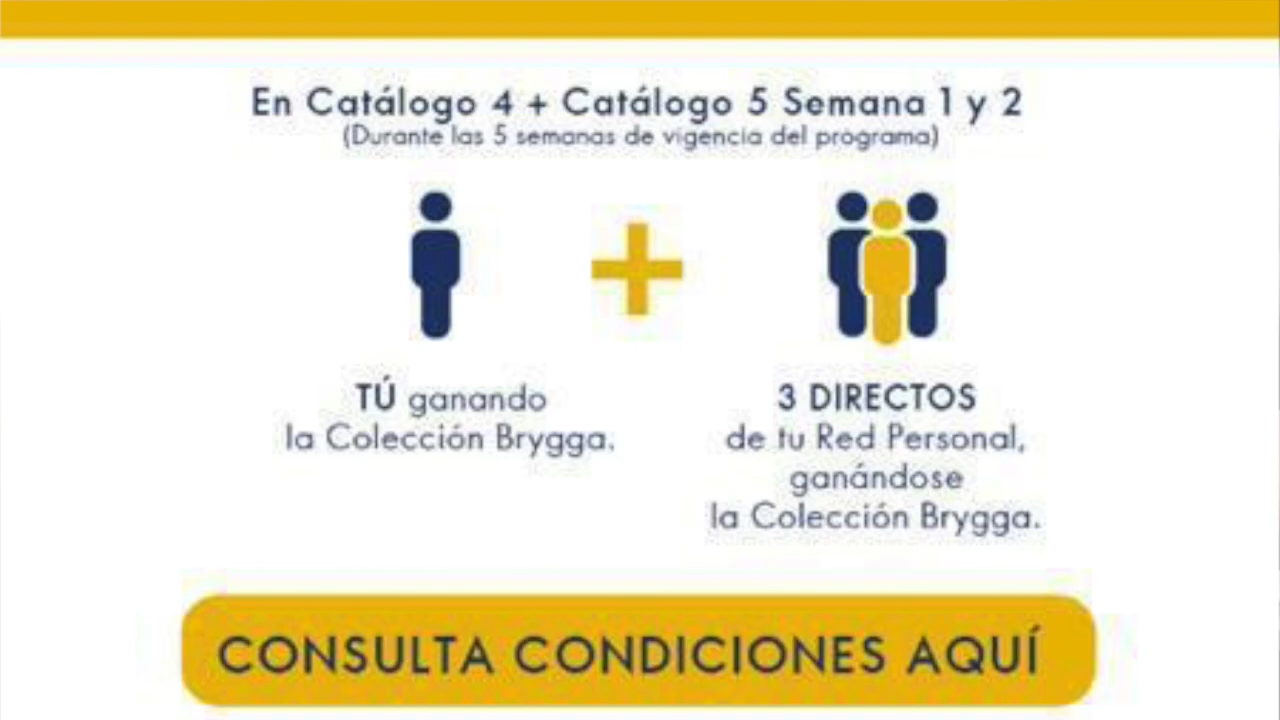 En Catálogo 4 + Catálogo 5 Semana 1 y 2
(Durante las 5 semanas de vigencia del programa)
TÚ ganando
la Colección Brygga.
3 DIRECTOS
de tu Red Personal,
ganándose
la Colección Brygga.
CONSULTA CONDICIONES AQUÍ